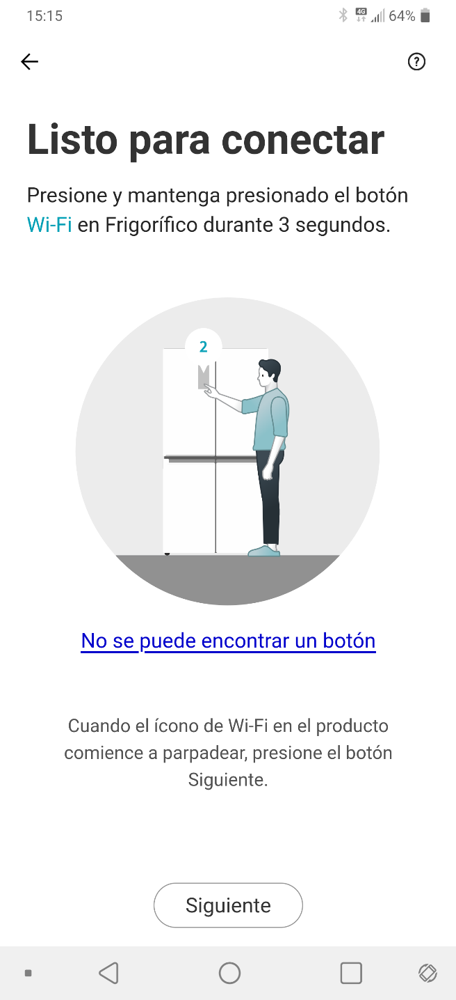 15:15
4G
64%
?
Listo para conectar
Presione y mantenga presionado el botón
Wi-Fi en Frigorífico durante 3 segundos.
2
No se puede encontrar un botón
Cuando el ícono de Wi-Fi en el producto
comience a parpadear, presione el botón
Siguiente.
Siguiente